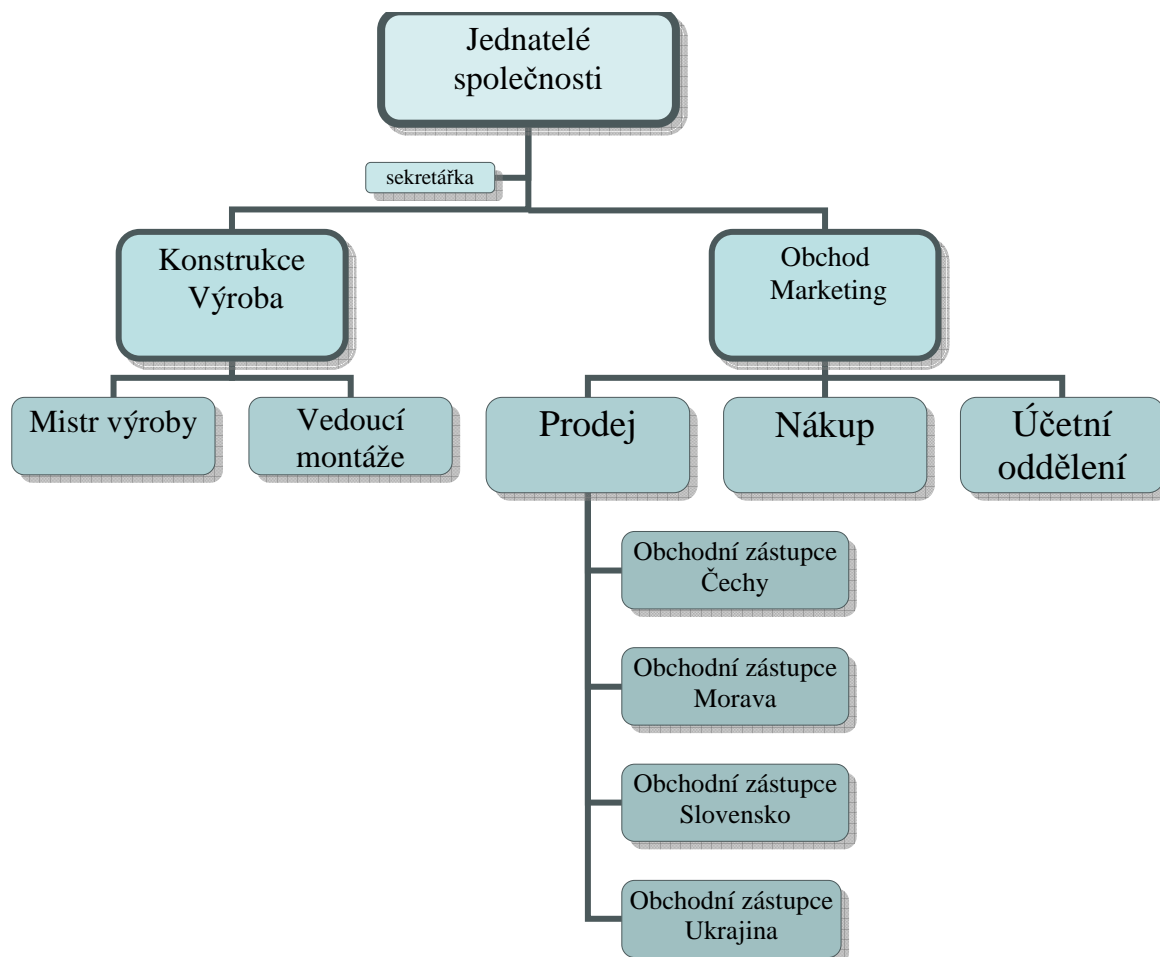 Jednatelé
společnosti
sekretářka
Konstrukce
Výroba
Obchod
Marketing
Mistr výroby
Vedoucí
montáže
Prodej
Nákup
Účetní
oddělení
Obchodní zástupce
Čechy
Obchodní zástupce
Morava
Obchodní zástupce
Slovensko
Obchodní zástupce
Ukrajina